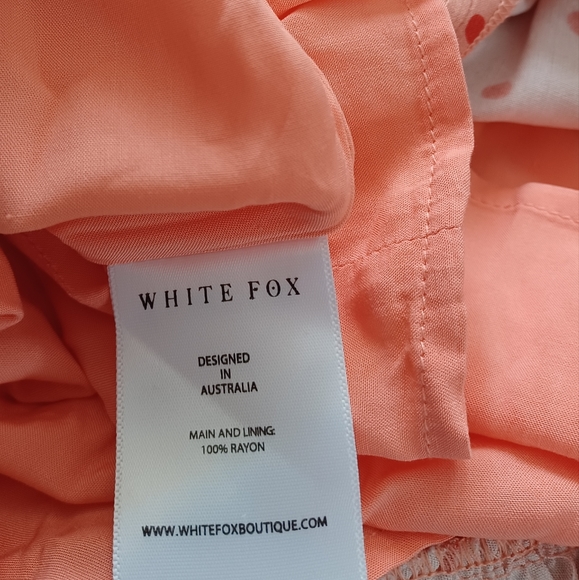 WHITE FOX
DESIGNED
IN
AUSTRALIA
MAIN AND LINING:
100% RAYON
WWW.WHITEFOXBOUTIQUE.COM